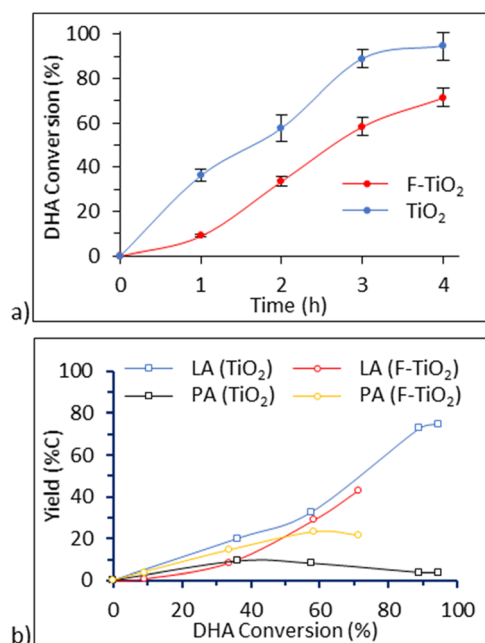 a)
DHA Conversion (%)
100
80
60
40
20
0
F-TiO₂
TiO₂
0 1 2 3 4
Time (h)
b)
LA (TiO₂) LA (F-TiO₂)
PA (TiO₂) PA (F-TiO₂)
Yield (%C)
100
80
60
40
20
0
0 20 40 60 80 100
DHA Conversion (%)